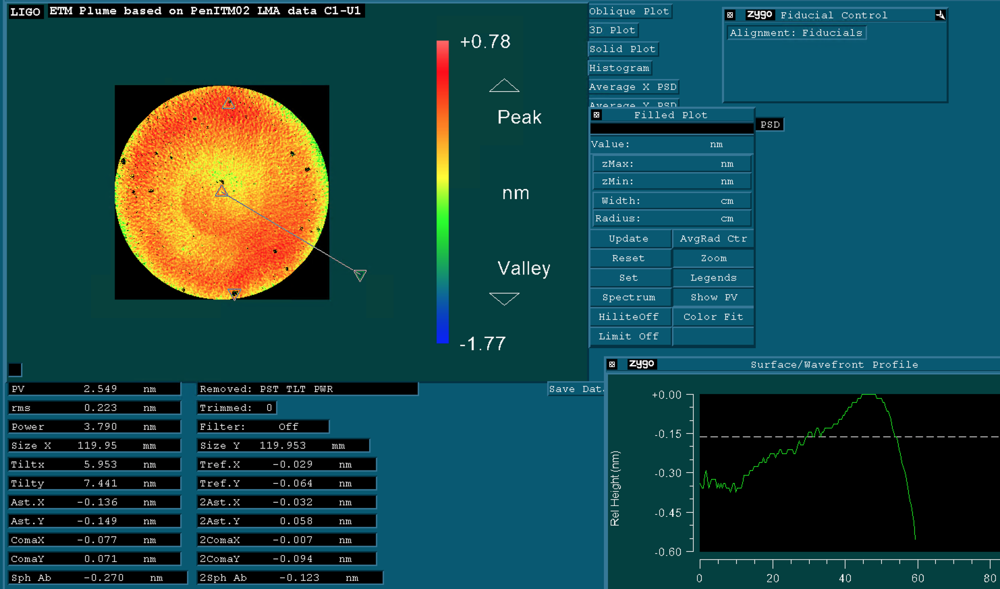 LIGO ETM Plume based on PenITM02 LMA data C1-U1
+0.78
Peak
nm
Valley
-1.77
Oblique Plot
3D Plot
Solid Plot
Histogram
Average X PSD
Average Y PSD
PSD
zygo Fiducial Control
Alignment: Fiducials
Filled Plot
Value: nm
zMax: nm
zMin: nm
Width: cm
Radius: cm
Update AvgRad Ctr
Reset Zoom
Set Legends
Spectrum Show PV
HiliteOff Color Fit
Limit Off
PV 2.549 nm Removed: PST TLT PWR
rms 0.223 nm Trimmed: 0
Power 3.790 nm Filter: Off
Size X 119.95 mm Size Y 119.953 mm
Tiltx 5.953 nm Tref.X -0.029 nm
Tilty 7.441 nm Tref.Y -0.064 nm
Ast.X -0.136 nm 2Ast.X -0.032 nm
Ast.Y -0.149 nm 2Ast.Y 0.058 nm
ComaX -0.077 nm 2ComaX -0.007 nm
ComaY 0.071 nm 2ComaY -0.094 nm
Sph Ab -0.270 nm 2Sph Ab -0.123 nm
Save Data
zygo Surface/Wavefront Profile
Rel Height (nm)
+0.00
-0.15
-0.30
-0.45
-0.60
0 20 40 60 80